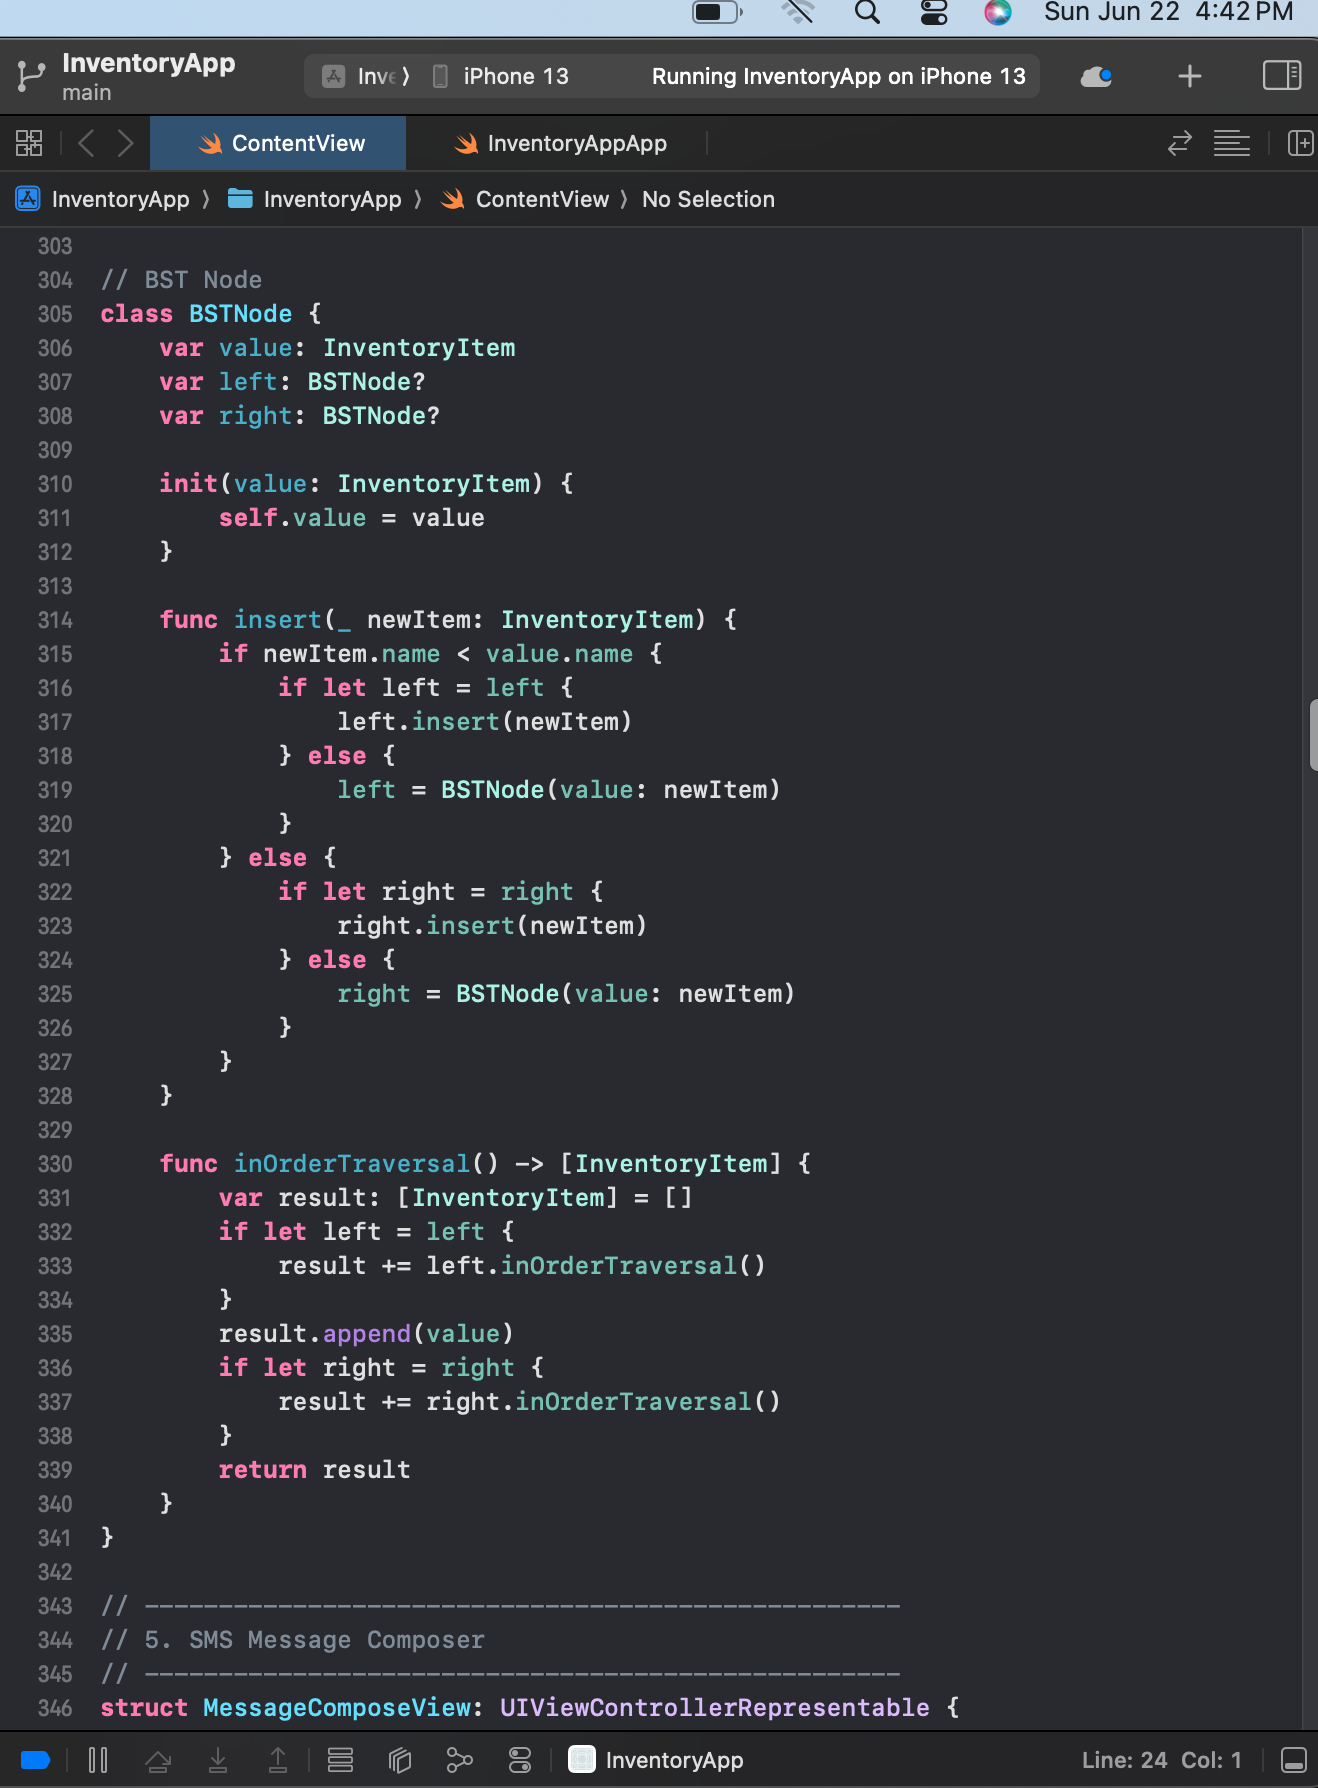 Sun Jun 22 4:42 PM
InventoryApp
main
Inve 〉 iPhone 13
Running InventoryApp on iPhone 13
ContentView
InventoryAppApp
InventoryApp 〉 InventoryApp 〉 ContentView 〉 No Selection
303
304 // BST Node
305 class BSTNode {
306     var value: InventoryItem
307     var left: BSTNode?
308     var right: BSTNode?
309
310     init(value: InventoryItem) {
311         self.value = value
312     }
313
314     func insert(_ newItem: InventoryItem) {
315         if newItem.name < value.name {
316             if let left = left {
317                 left.insert(newItem)
318             } else {
319                 left = BSTNode(value: newItem)
320             }
321         } else {
322             if let right = right {
323                 right.insert(newItem)
324             } else {
325                 right = BSTNode(value: newItem)
326             }
327         }
328     }
329
330     func inOrderTraversal() -> [InventoryItem] {
331         var result: [InventoryItem] = []
332         if let left = left {
333             result += left.inOrderTraversal()
334         }
335         result.append(value)
336         if let right = right {
337             result += right.inOrderTraversal()
338         }
339         return result
340     }
341 }
342
343 // ---------------------------------------------------
344 // 5. SMS Message Composer
345 // ---------------------------------------------------
346 struct MessageComposeView: UIViewControllerRepresentable {
InventoryApp
Line: 24 Col: 1